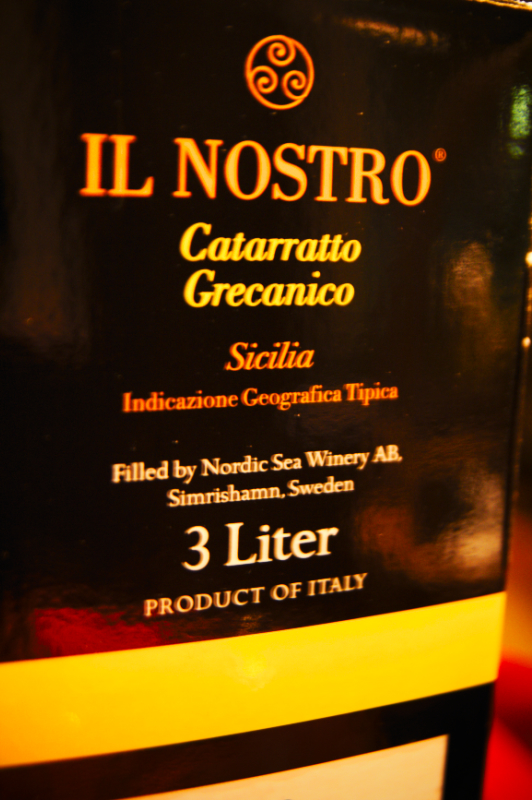 IL NOSTRO®
Catarratto
Grecanico
Sicilia
Indicazione Geografica Tipica
Filled by Nordic Sea Winery AB,
Simrishamn, Sweden
3 Liter
PRODUCT OF ITALY